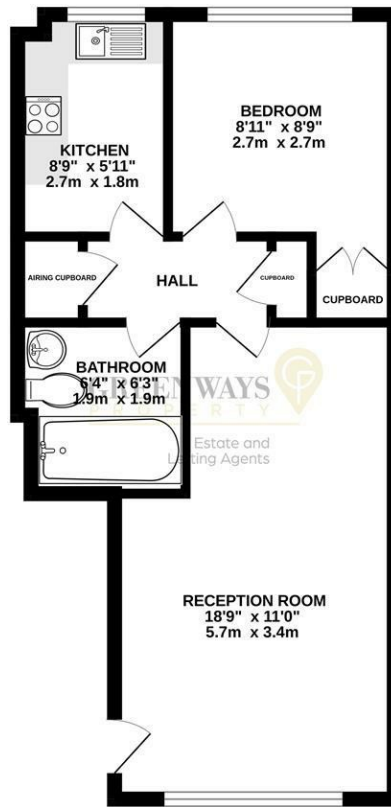 BEDROOM
8'11" x 8'9"
2.7m x 2.7m
KITCHEN
8'9" x 5'11"
2.7m x 1.8m
AIRING CUPBOARD
HALL
CUPBOARD
CUPBOARD
BATHROOM
6'4" x 6'3"
1.9m x 1.9m
GREENWAYS
PROPERTY
Estate and
Letting Agents
RECEPTION ROOM
18'9" x 11'0"
5.7m x 3.4m